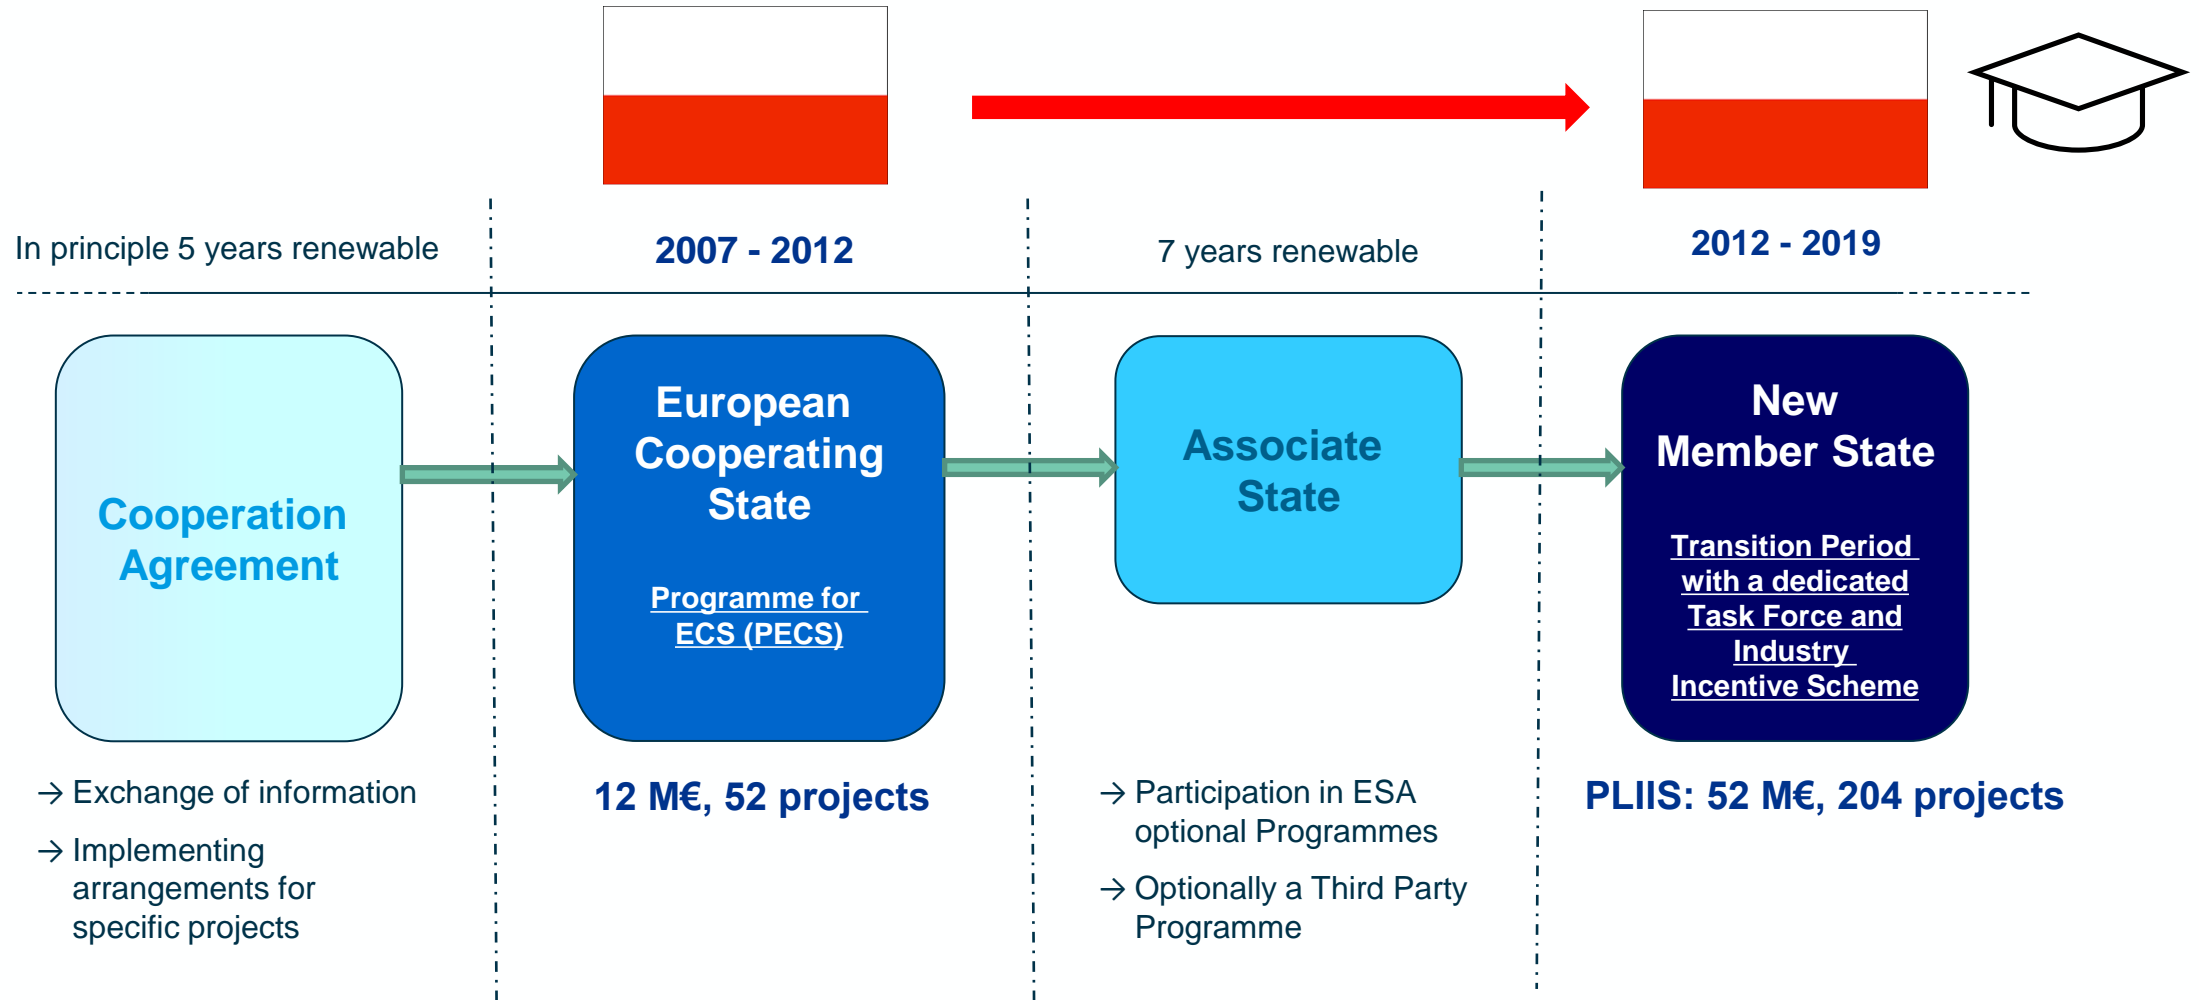 In principle 5 years renewable
2007 - 2012
7 years renewable
2012 - 2019
Cooperation
Agreement
European
Cooperating
State
Programme for
ECS (PECS)
Associate
State
New
Member State
Transition Period
with a dedicated
Task Force and
Industry
Incentive Scheme
→ Exchange of information
→ Implementing
arrangements for
specific projects
12 M€, 52 projects
→ Participation in ESA
optional Programmes
→ Optionally a Third Party
Programme
PLIIS: 52 M€, 204 projects